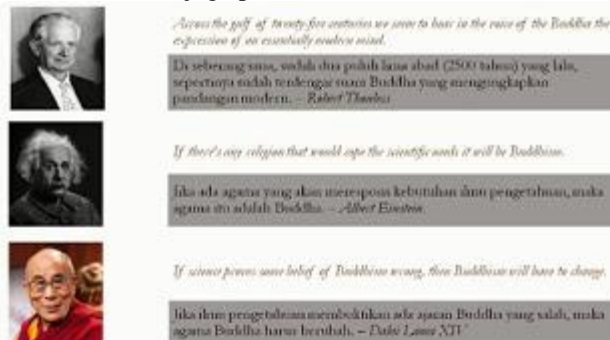 Across the gulf of twenty-five centuries we seem to hear in the voice of the Buddha the
expression of an essentially modern mind.
Di seberang sana, sudah dua puluh lima abad (2500 tahun) yang lalu,
sepertinya sudah terdengar suara Buddha yang mengungkapkan
pandangan modern. – Robert Thouless
If there's any religion that would cope the scientific needs it will be Buddhism.
Jika ada agama yang akan merespons kebutuhan ilmu pengetahuan, maka
agama itu adalah Buddha. – Albert Einstein
If science proves some belief of Buddhism wrong, then Buddhism will have to change.
Jika ilmu pengetahuan membuktikan ada ajaran Buddha yang salah, maka
agama Buddha harus berubah. – Dalai Lama XIV